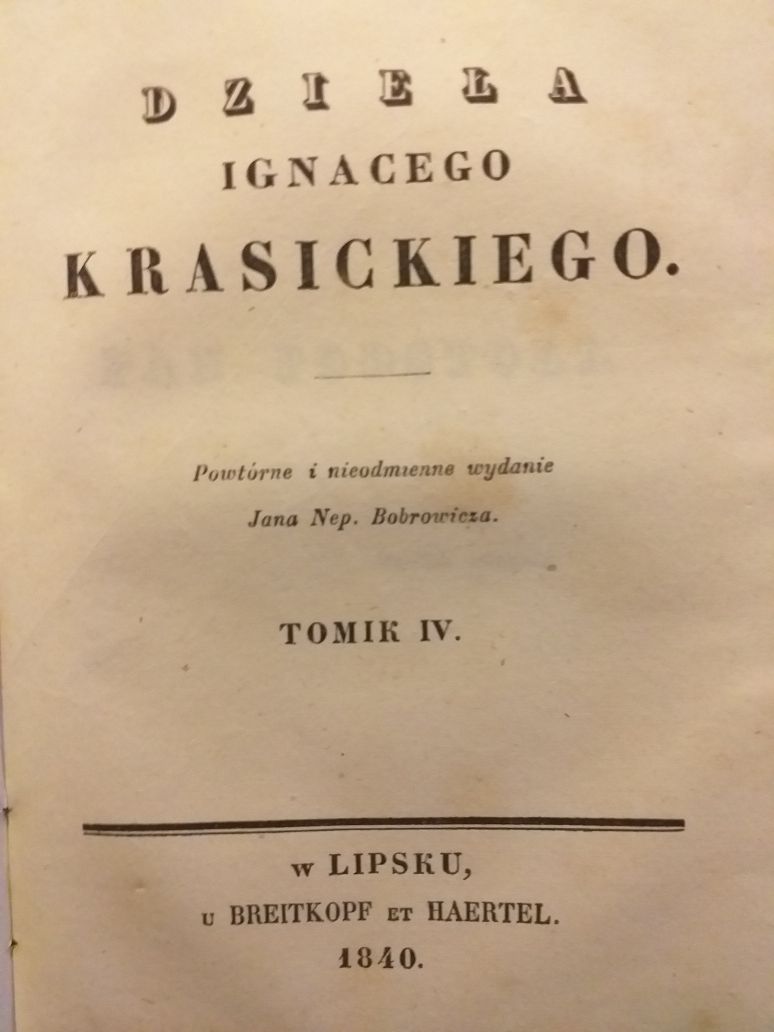 DZIEŁA
IGNACEGO
KRASICKIEGO.
Powtórne i nieodmienne wydanie
Jana Nep. Bobrowicza.
TOMIK IV.
w LIPSKU,
U BREITKOPF ET HAERTEL.
1840.